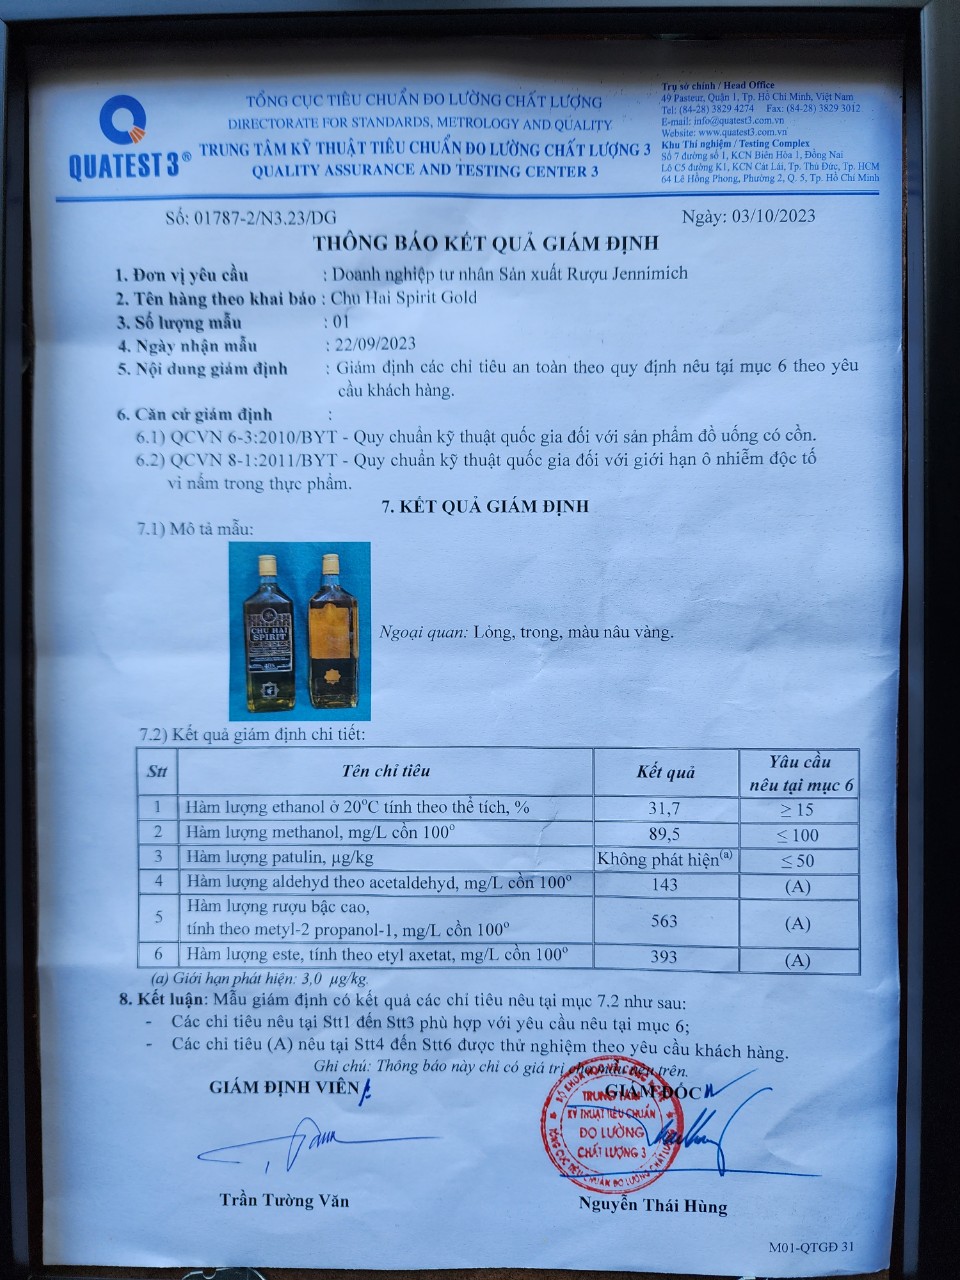 QUATEST 3®
TỔNG CỤC TIÊU CHUẨN ĐO LƯỜNG CHẤT LƯỢNG
DIRECTORATE FOR STANDARDS, METROLOGY AND QUALITY
TRUNG TÂM KỸ THUẬT TIÊU CHUẨN ĐO LƯỜNG CHẤT LƯỢNG 3
QUALITY ASSURANCE AND TESTING CENTER 3
Trụ sở chính / Head Office
49 Pasteur, Quận 1, Tp. Hồ Chí Minh, Việt Nam
Tel: (84-28) 3829 4274 Fax: (84-28) 3829 3012
E-mail: info@quatest3.com.vn
Website: www.quatest3.com.vn
Khu Thí nghiệm / Testing Complex
Số 7 đường số 1, KCN Biên Hòa 1, Đồng Nai
Lô C5 đường K1, KCN Cát Lái, Tp. Thủ Đức, Tp. HCM
64 Lê Hồng Phong, Phường 2, Q. 5, Tp. Hồ Chí Minh
Số: 01787-2/N3.23/DG
Ngày: 03/10/2023
THÔNG BÁO KẾT QUẢ GIÁM ĐỊNH
1. Đơn vị yêu cầu : Doanh nghiệp tư nhân Sản xuất Rượu Jennimich
2. Tên hàng theo khai báo : Chu Hai Spirit Gold
3. Số lượng mẫu : 01
4. Ngày nhận mẫu : 22/09/2023
5. Nội dung giám định : Giám định các chỉ tiêu an toàn theo quy định nêu tại mục 6 theo yêu
cầu khách hàng.
6. Căn cứ giám định :
6.1) QCVN 6-3:2010/BYT - Quy chuẩn kỹ thuật quốc gia đối với sản phẩm đồ uống có cồn.
6.2) QCVN 8-1:2011/BYT - Quy chuẩn kỹ thuật quốc gia đối với giới hạn ô nhiễm độc tố
vi nấm trong thực phẩm.
7. KẾT QUẢ GIÁM ĐỊNH
7.1) Mô tả mẫu:
CHU HAI
SPIRIT
Ngoại quan: Lỏng, trong, màu nâu vàng.
7.2) Kết quả giám định chi tiết:
Stt Tên chỉ tiêu Kết quả Yâu cầu
nêu tại mục 6
1 Hàm lượng ethanol ở 20°C tính theo thể tích, % 31,7 ≥ 15
2 Hàm lượng methanol, mg/L cồn 100° 89,5 ≤ 100
3 Hàm lượng patulin, µg/kg Không phát hiện(a) ≤ 50
4 Hàm lượng aldehyd theo acetaldehyd, mg/L cồn 100° 143 (A)
5 Hàm lượng rượu bậc cao,
tính theo metyl-2 propanol-1, mg/L cồn 100° 563 (A)
6 Hàm lượng este, tính theo etyl axetat, mg/L cồn 100° 393 (A)
(a) Giới hạn phát hiện: 3,0 µg/kg.
8. Kết luận: Mẫu giám định có kết quả các chỉ tiêu nêu tại mục 7.2 như sau:
- Các chỉ tiêu nêu tại Stt1 đến Stt3 phù hợp với yêu cầu nêu tại mục 6;
- Các chỉ tiêu (A) nêu tại Stt4 đến Stt6 được thử nghiệm theo yêu cầu khách hàng.
Ghi chú: Thông báo này chỉ có giá trị cho mẫu nêu trên.
GIÁM ĐỊNH VIÊN
GIÁM ĐỐC
TRUNG TÂM
KỸ THUẬT TIÊU CHUẨN
ĐO LƯỜNG
CHẤT LƯỢNG 3
Trần Tường Văn
Nguyễn Thái Hùng
M01-QTGĐ 31